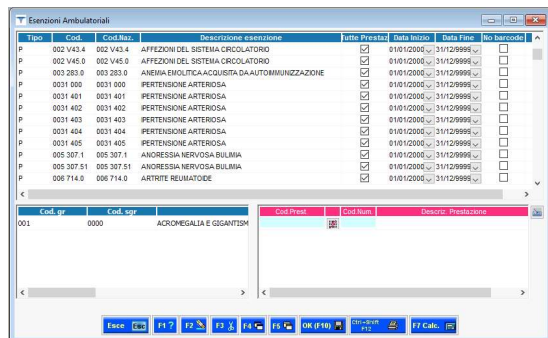 Esenzioni Ambulatoriali
Tipo Cod. Cod.Naz. Descrizione esenzione Tutte Prestaz Data Inizio Data Fine No barcode
P 002 V43.4 002 V43.4 AFFEZIONI DEL SISTEMA CIRCOLATORIO 01/01/2000 31/12/9999
P 002 V45.0 002 V45.0 AFFEZIONI DEL SISTEMA CIRCOLATORIO 01/01/2000 31/12/9999
P 003 283.0 003 283.0 ANEMIA EMOLITICA ACQUISITA DA AUTOIMMUNIZZAZIONE 01/01/2000 31/12/9999
P 0031 000 0031 000 IPERTENSIONE ARTERIOSA 01/01/2000 31/12/9999
P 0031 401 0031 401 IPERTENSIONE ARTERIOSA 01/01/2000 31/12/9999
P 0031 402 0031 402 IPERTENSIONE ARTERIOSA 01/01/2000 31/12/9999
P 0031 403 0031 403 IPERTENSIONE ARTERIOSA 01/01/2000 31/12/9999
P 0031 404 0031 404 IPERTENSIONE ARTERIOSA 01/01/2000 31/12/9999
P 0031 405 0031 405 IPERTENSIONE ARTERIOSA 01/01/2000 31/12/9999
P 005 307.1 005 307.1 ANORESSIA NERVOSA BULIMIA 01/01/2000 31/12/9999
P 005 307.51 005 307.51 ANORESSIA NERVOSA BULIMIA 01/01/2000 31/12/9999
P 006 714.0 006 714.0 ARTRITE REUMATOIDE 01/01/2000 31/12/9999
Cod. gr Cod. sgr
001 0000 ACROMEGALIA E GIGANTISM
Cod.Prest Cod.Num. Descriz. Prestazione
Esce Esc F1 ? F2 F3 F4 F5 OK (F10) Ctrl+Shift F12 F7 Calc.